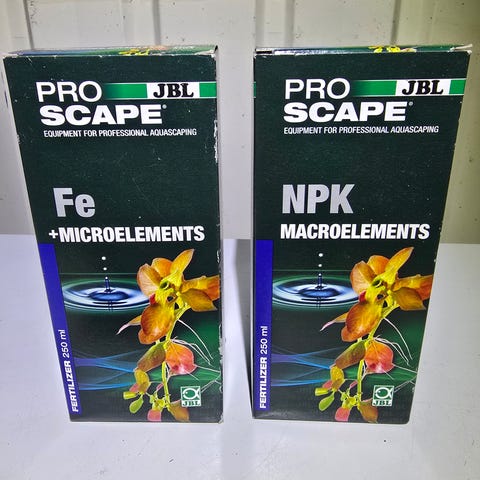 PRO JBL
SCAPE®
EQUIPMENT FOR PROFESSIONAL AQUASCAPING
Fe
+MICROELEMENTS
FERTILIZER 250 ml
JBL
PRO JBL
SCAPE®
EQUIPMENT FOR PROFESSIONAL AQUASCAPING
NPK
MACROELEMENTS
FERTILIZER 250 ml
JBL